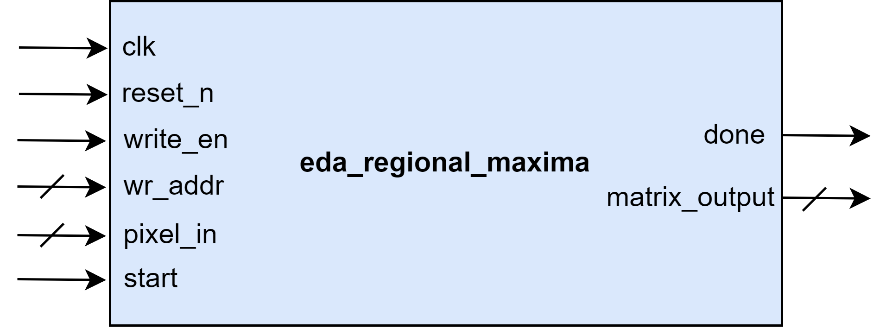 clk
reset_n
write_en
wr_addr
pixel_in
start
eda_regional_maxima
done
matrix_output